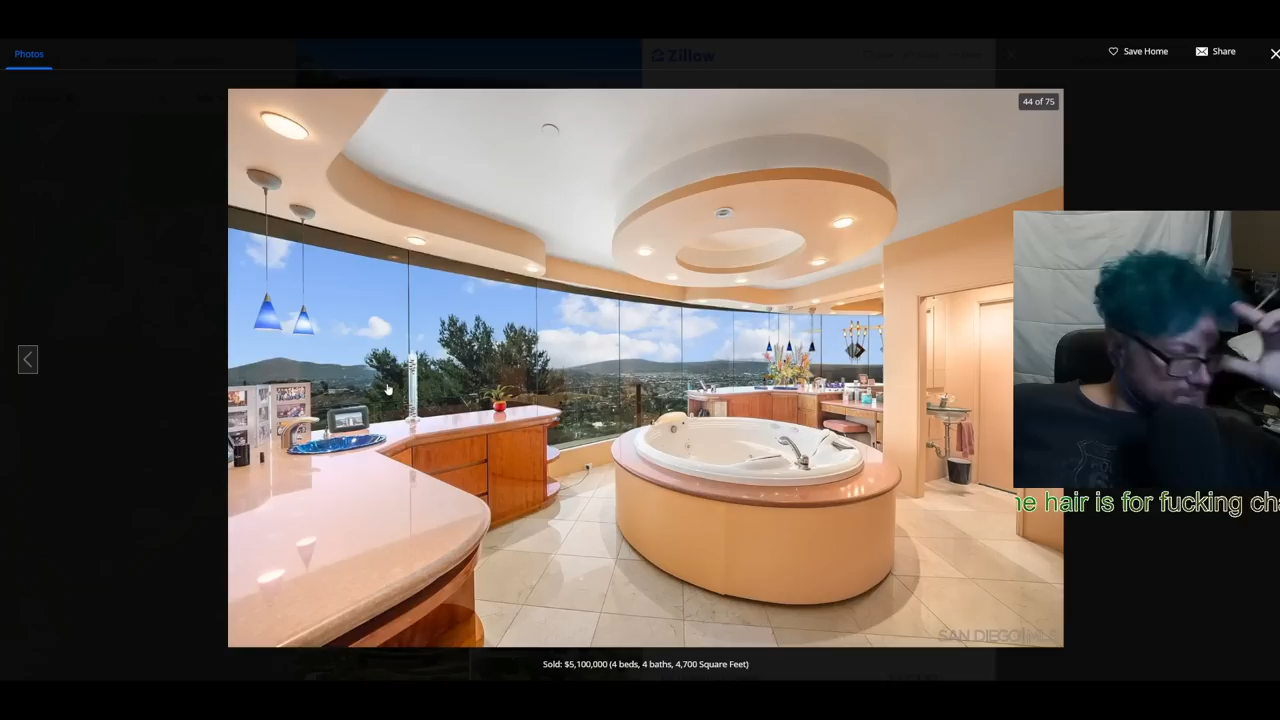 Photos
Zillow
Save Home
Share
44 of 75
he hair is for fucking cha
SAN DIEGO MLS
Sold: $5,100,000 (4 beds, 4 baths, 4,700 Square Feet)